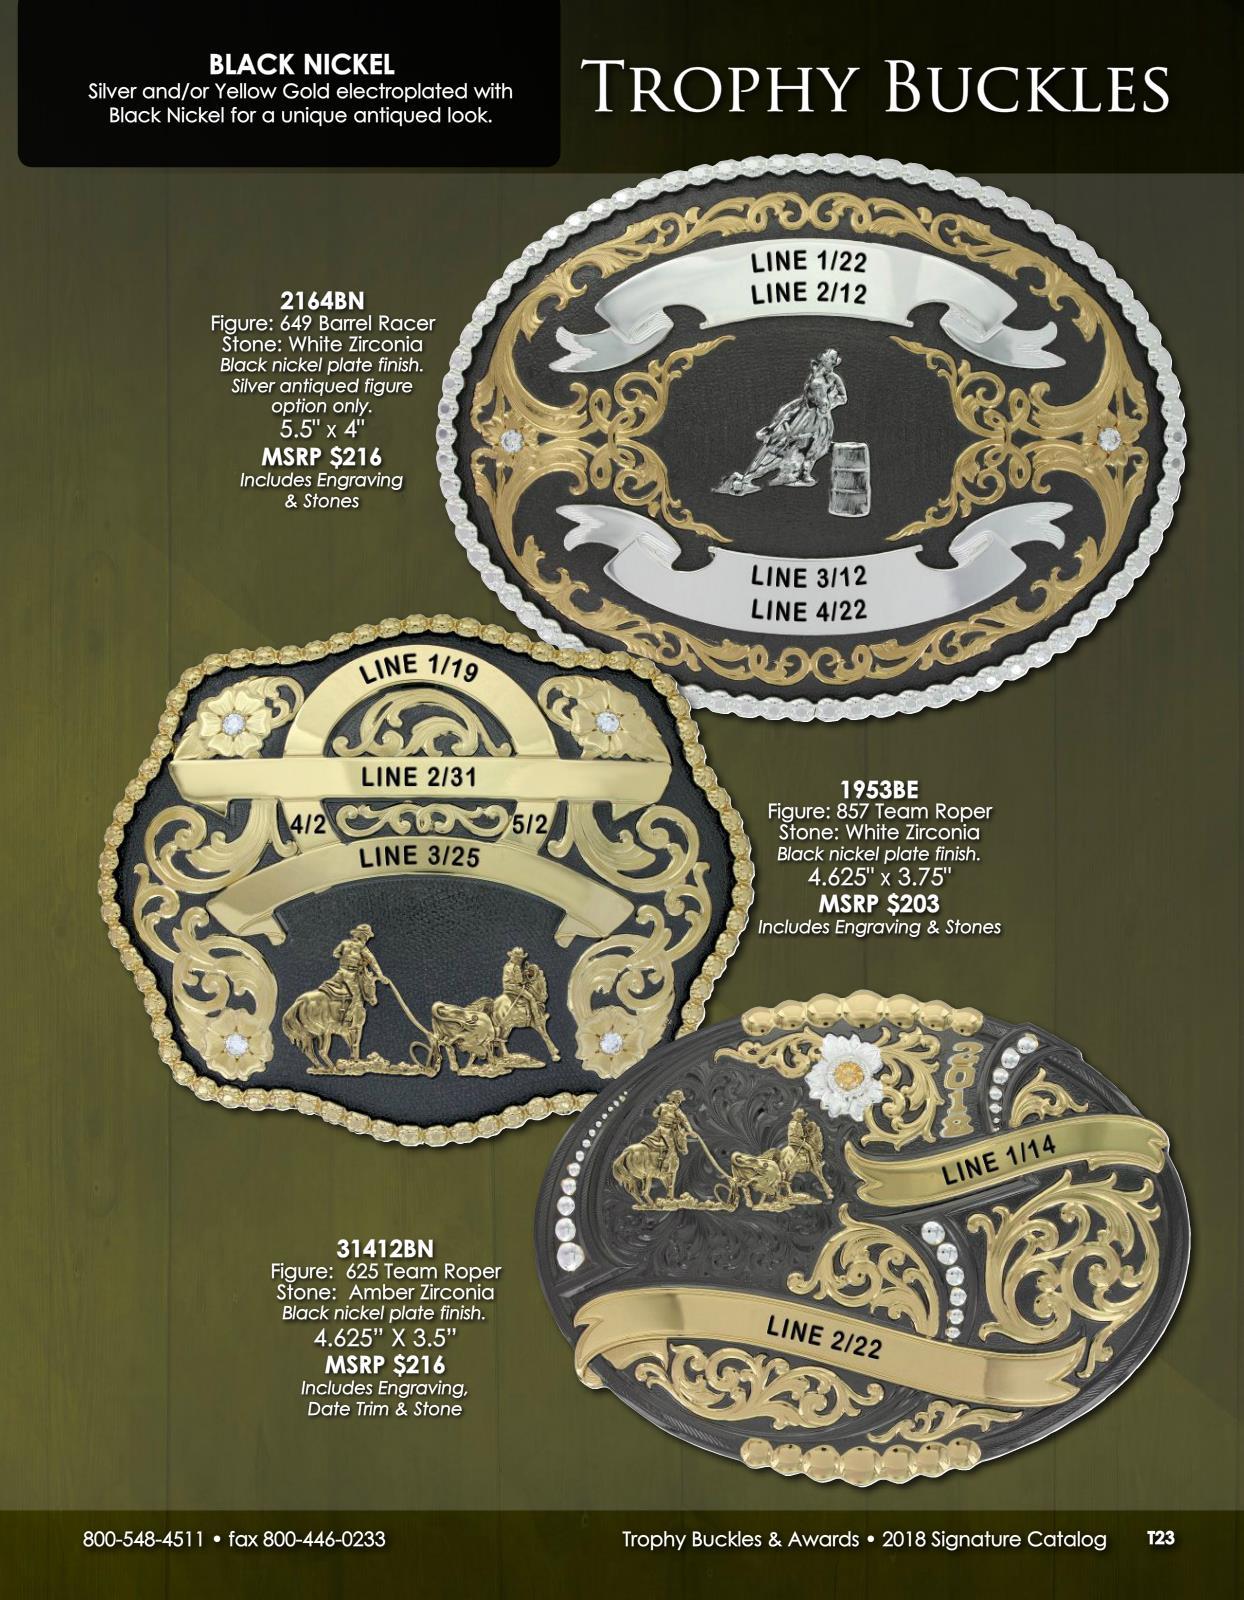 BLACK NICKEL
Silver and/or Yellow Gold electroplated with
Black Nickel for a unique antiqued look.
TROPHY BUCKLES
LINE 1/22
LINE 2/12
2164BN
Figure: 649 Barrel Racer
Stone: White Zirconia
Black nickel plate finish.
Silver antiqued figure
option only.
5.5" x 4"
MSRP $216
Includes Engraving
& Stones
LINE 3/12
LINE 4/22
LINE 1/19
LINE 2/31
4/2
5/2
LINE 3/25
1953BE
Figure: 857 Team Roper
Stone: White Zirconia
Black nickel plate finish.
4.625" x 3.75"
MSRP $203
Includes Engraving & Stones
2018
LINE 1/14
31412BN
Figure: 625 Team Roper
Stone: Amber Zirconia
Black nickel plate finish.
4.625” X 3.5”
MSRP $216
Includes Engraving,
Date Trim & Stone
LINE 2/22
800-548-4511 • fax 800-446-0233
Trophy Buckles & Awards • 2018 Signature Catalog T23